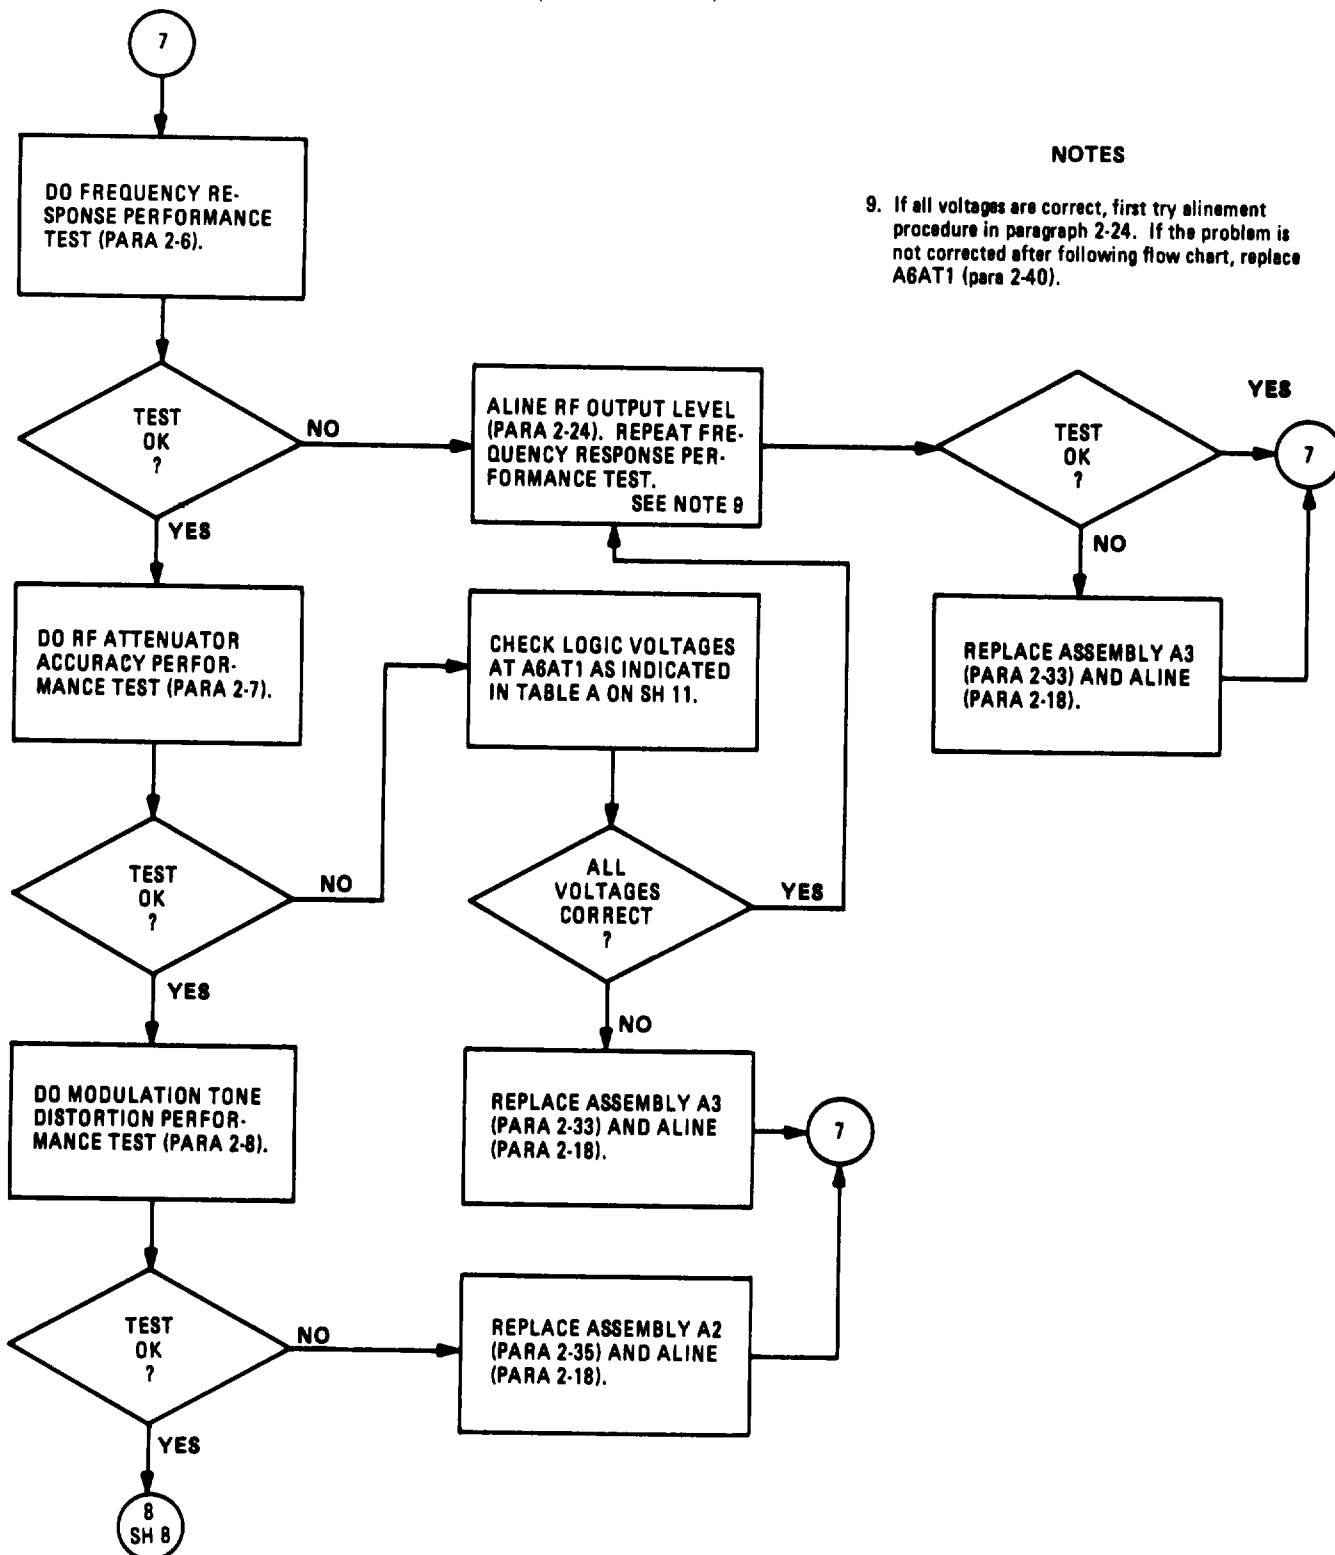 7
DO FREQUENCY RE-
SPONSE PERFORMANCE
TEST (PARA 2-6).
NOTES
9. If all voltages are correct, first try alinement
procedure in paragraph 2-24. If the problem is
not corrected after following flow chart, replace
A6AT1 (para 2-40).
TEST
OK
?
NO
YES
ALINE RF OUTPUT LEVEL
(PARA 2-24). REPEAT FRE-
QUENCY RESPONSE PER-
FORMANCE TEST.
SEE NOTE 9
TEST
OK
?
YES
7
NO
REPLACE ASSEMBLY A3
(PARA 2-33) AND ALINE
(PARA 2-18).
DO RF ATTENUATOR
ACCURACY PERFOR-
MANCE TEST (PARA 2-7).
CHECK LOGIC VOLTAGES
AT A6AT1 AS INDICATED
IN TABLE A ON SH 11.
TEST
OK
?
NO
YES
ALL
VOLTAGES
CORRECT
?
YES
NO
DO MODULATION TONE
DISTORTION PERFOR-
MANCE TEST (PARA 2-8).
REPLACE ASSEMBLY A3
(PARA 2-33) AND ALINE
(PARA 2-18).
7
TEST
OK
?
NO
REPLACE ASSEMBLY A2
(PARA 2-35) AND ALINE
(PARA 2-18).
YES
8
SH 8